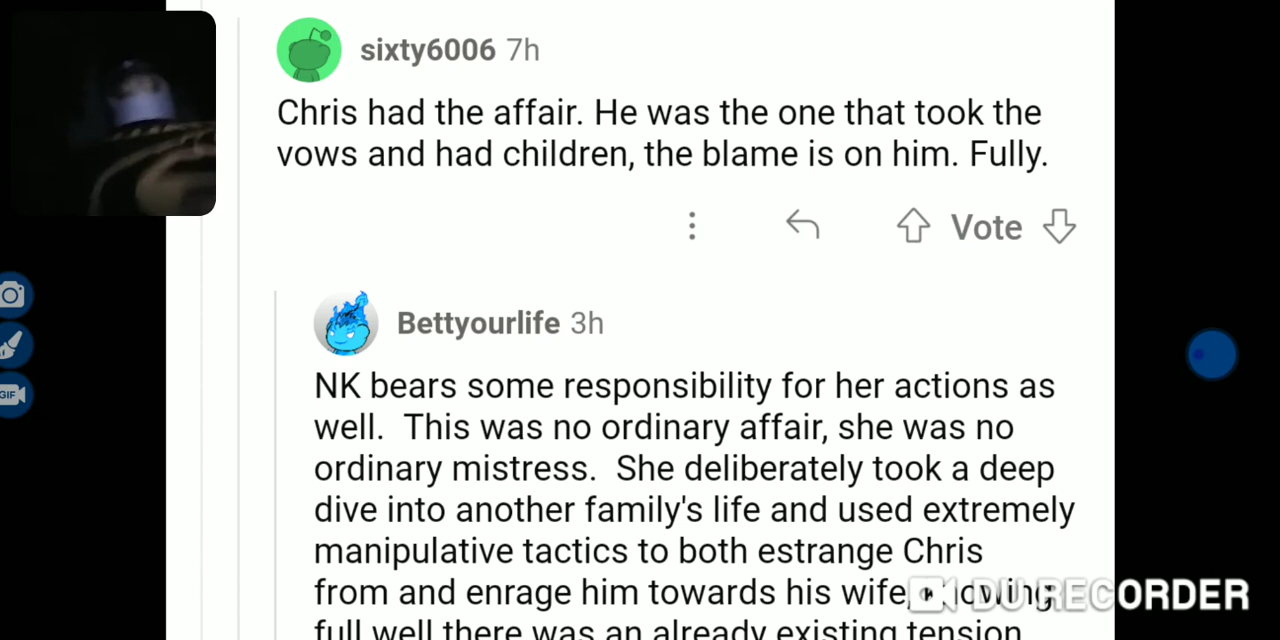 sixty6006 7h
Chris had the affair. He was the one that took the
vows and had children, the blame is on him. Fully.
Vote
Bettyourlife 3h
NK bears some responsibility for her actions as
well.  This was no ordinary affair, she was no
ordinary mistress.  She deliberately took a deep
dive into another family's life and used extremely
manipulative tactics to both estrange Chris
from and enrage him towards his wife, knowing
full well there was an already existing tension
GIF
DU RECORDER